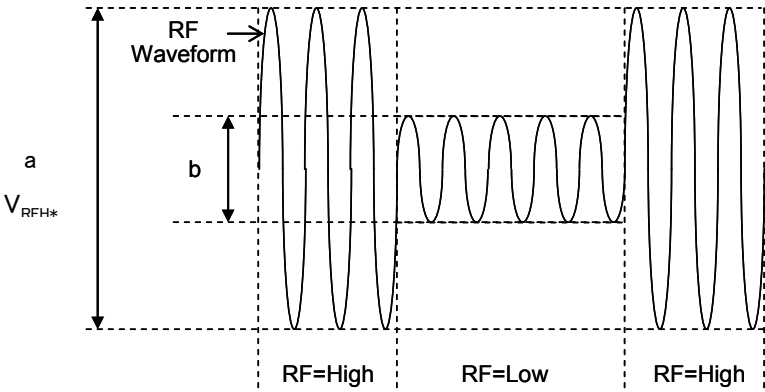 RF
Waveform
a
V_RFH*
b
RF=High
RF=Low
RF=High